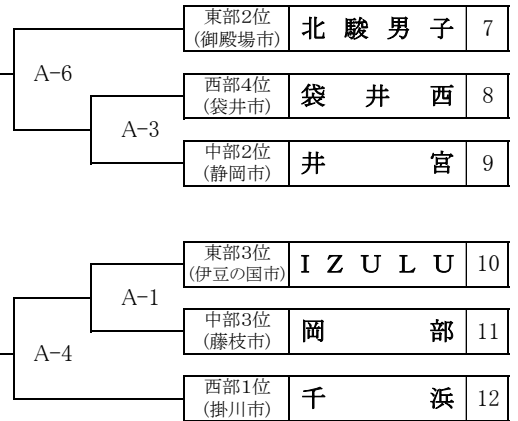 東部2位
(御殿場市)
北駿男子
7
A-6
西部4位
(袋井市)
袋井西
8
A-3
中部2位
(静岡市)
井宮
9
東部3位
(伊豆の国市)
IZULU
10
A-1
中部3位
(藤枝市)
岡部
11
A-4
西部1位
(掛川市)
千浜
12